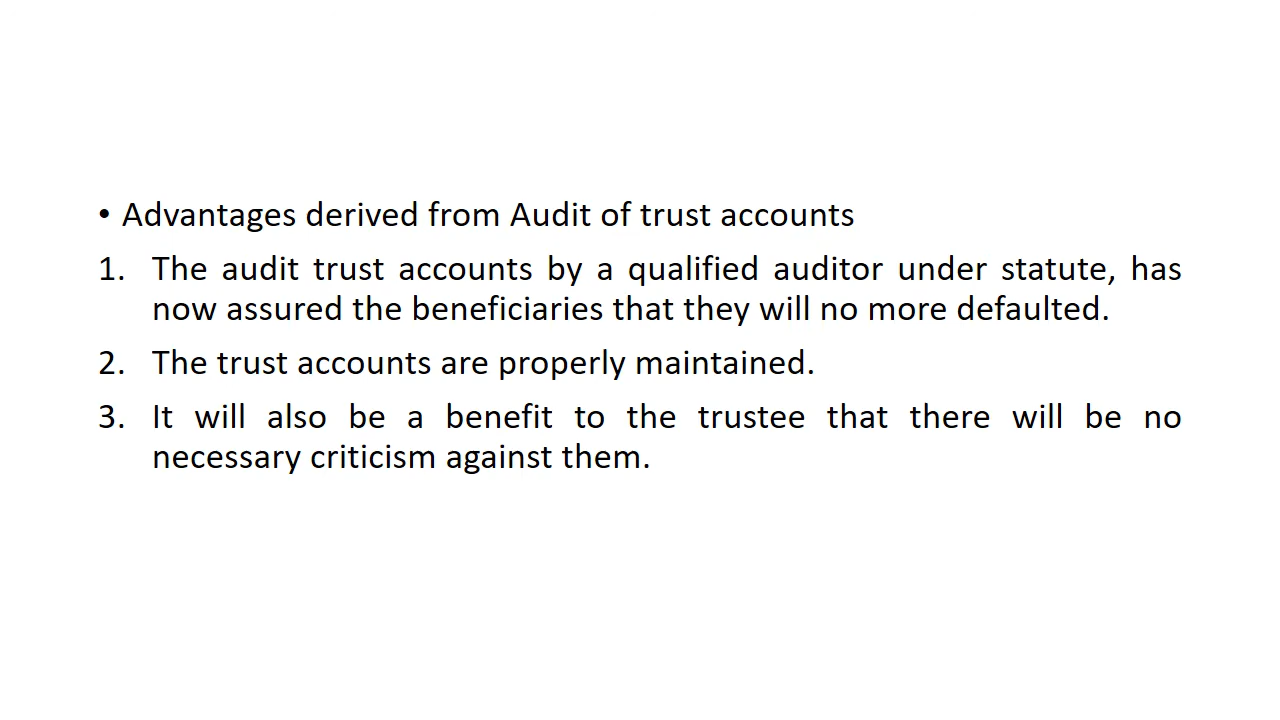 • Advantages derived from Audit of trust accounts
1. The audit trust accounts by a qualified auditor under statute, has
now assured the beneficiaries that they will no more defaulted.
2. The trust accounts are properly maintained.
3. It will also be a benefit to the trustee that there will be no
necessary criticism against them.